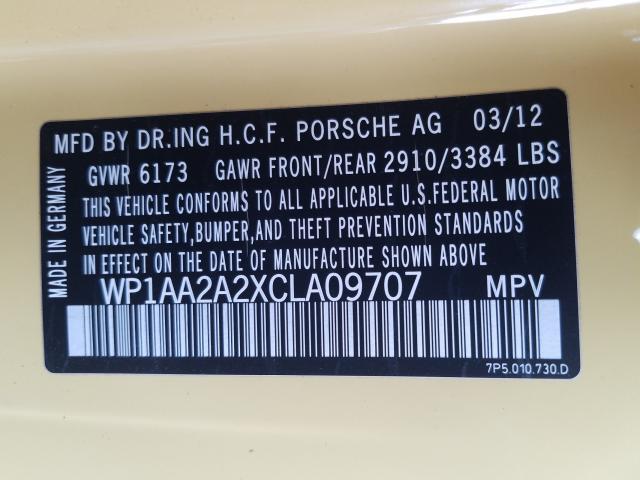 MADE IN GERMANY
MFD BY DR.ING H.C.F. PORSCHE AG 03/12
GVWR 6173 GAWR FRONT/REAR 2910/3384 LBS
THIS VEHICLE CONFORMS TO ALL APPLICABLE U.S.FEDERAL MOTOR
VEHICLE SAFETY,BUMPER,AND THEFT PREVENTION STANDARDS
IN EFFECT ON DATE OF MANUFACTURE SHOWN ABOVE
WP1AA2A2XCLA09707 MPV
7P5.010.730.D